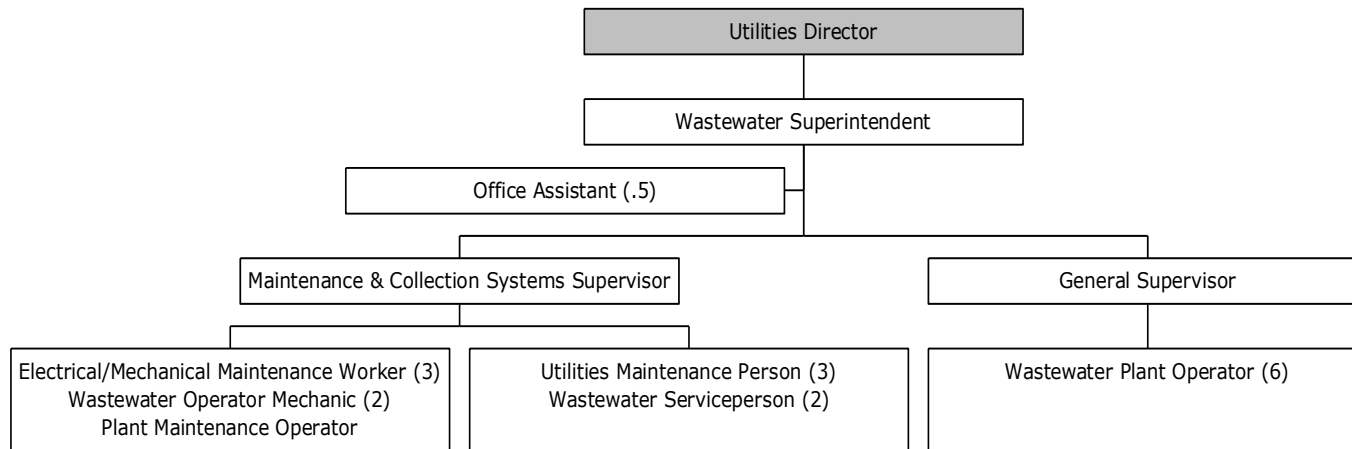 Utilities Director
Wastewater Superintendent
Office Assistant (.5)
Maintenance & Collection Systems Supervisor
General Supervisor
Electrical/Mechanical Maintenance Worker (3)
Wastewater Operator Mechanic (2)
Plant Maintenance Operator
Utilities Maintenance Person (3)
Wastewater Serviceperson (2)
Wastewater Plant Operator (6)